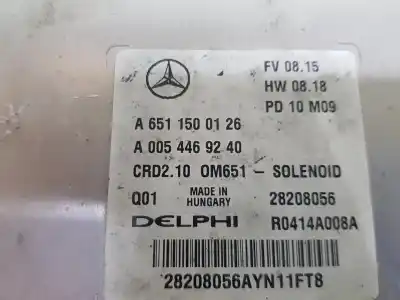 FV 08.15
HW 08.18
PD 10 M09
A 651 150 01 26
A 005 446 92 40
CRD2.10 OM651 - SOLENOID
Q01 MADE IN HUNGARY 28208056
DELPHI R0414A008A
28208056AYN11FT8